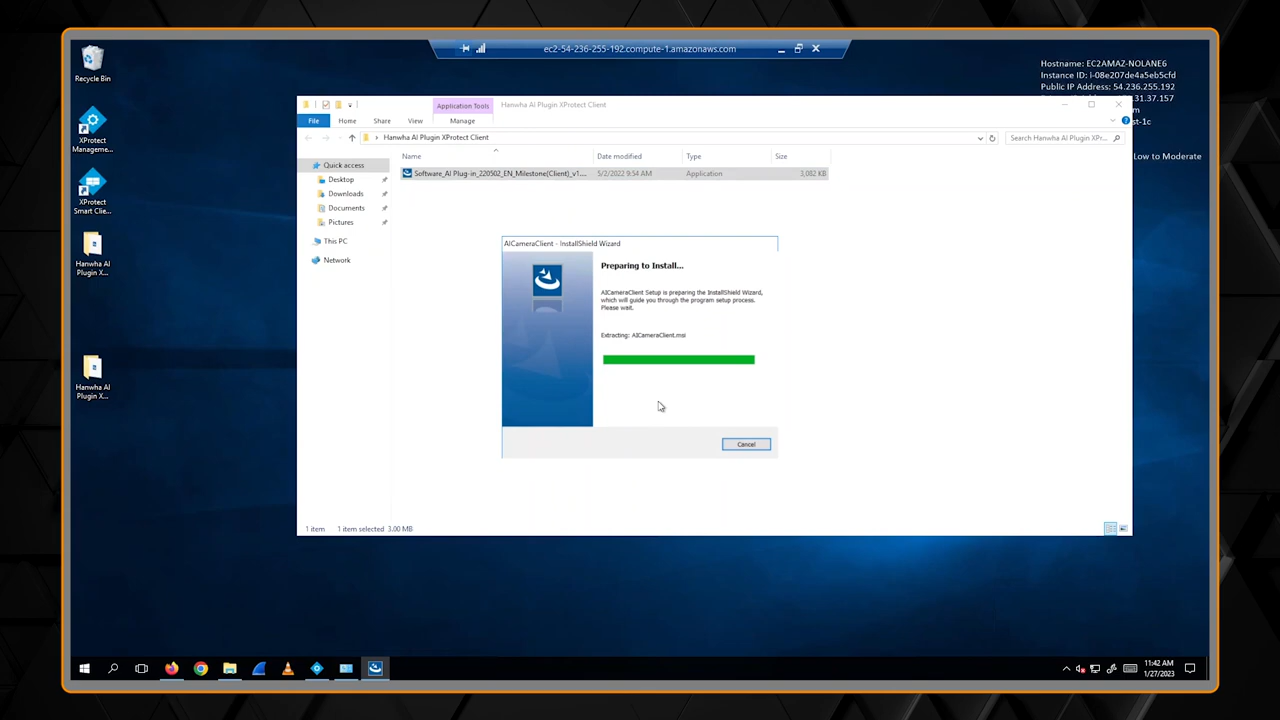 ec2-54-236-255-192.compute-1.amazonaws.com
Recycle Bin
XProtect
Manageme...
XProtect
Smart Clie...
Hanwha AI
Plugin X...
Hanwha AI
Plugin X...
Hostname: EC2AMAZ-NOLANE6
Instance ID: i-08e207de4a5eb5cfd
Public IP Address: 54.236.255.192
.31.37.157
m
st-1c
Low to Moderate
Application Tools
Hanwha AI Plugin XProtect Client
File
Home
Share
View
Manage
Hanwha AI Plugin XProtect Client
Search Hanwha AI Plugin XPr...
Name
Date modified
Type
Size
Software_AI Plug-in_220502_EN_Milestone(Client)_v1....
5/2/2022 9:54 AM
Application
3,082 KB
Quick access
Desktop
Downloads
Documents
Pictures
This PC
Network
AICameraClient - InstallShield Wizard
Preparing to Install...
AICameraClient Setup is preparing the InstallShield Wizard,
which will guide you through the program setup process.
Please wait.
Extracting: AICameraClient.msi
Cancel
1 item
1 item selected 3.00 MB
11:42 AM
1/27/2023